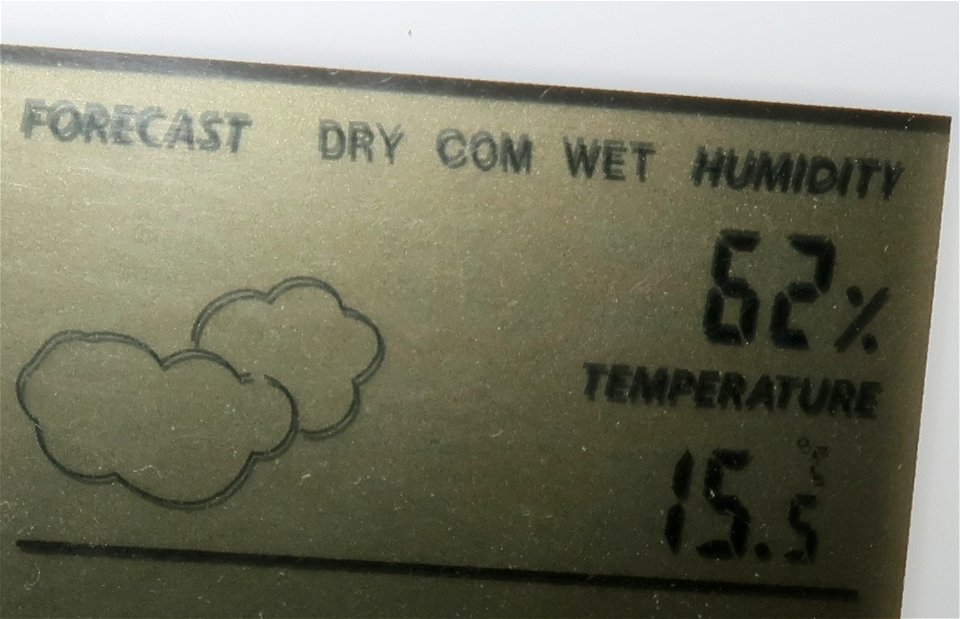 FORECAST DRY COM WET HUMIDITY
62%
TEMPERATURE
15.5